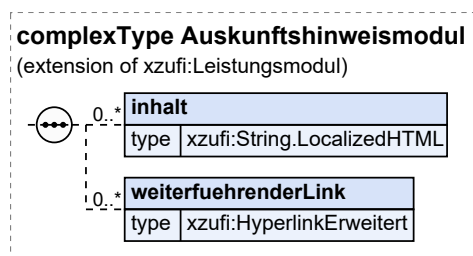 complexType Auskunftshinweismodul
(extension of xzufi:Leistungsmodul)
0..* inhalt
type xzufi:String.LocalizedHTML
0..* weiterfuehrenderLink
type xzufi:HyperlinkErweitert